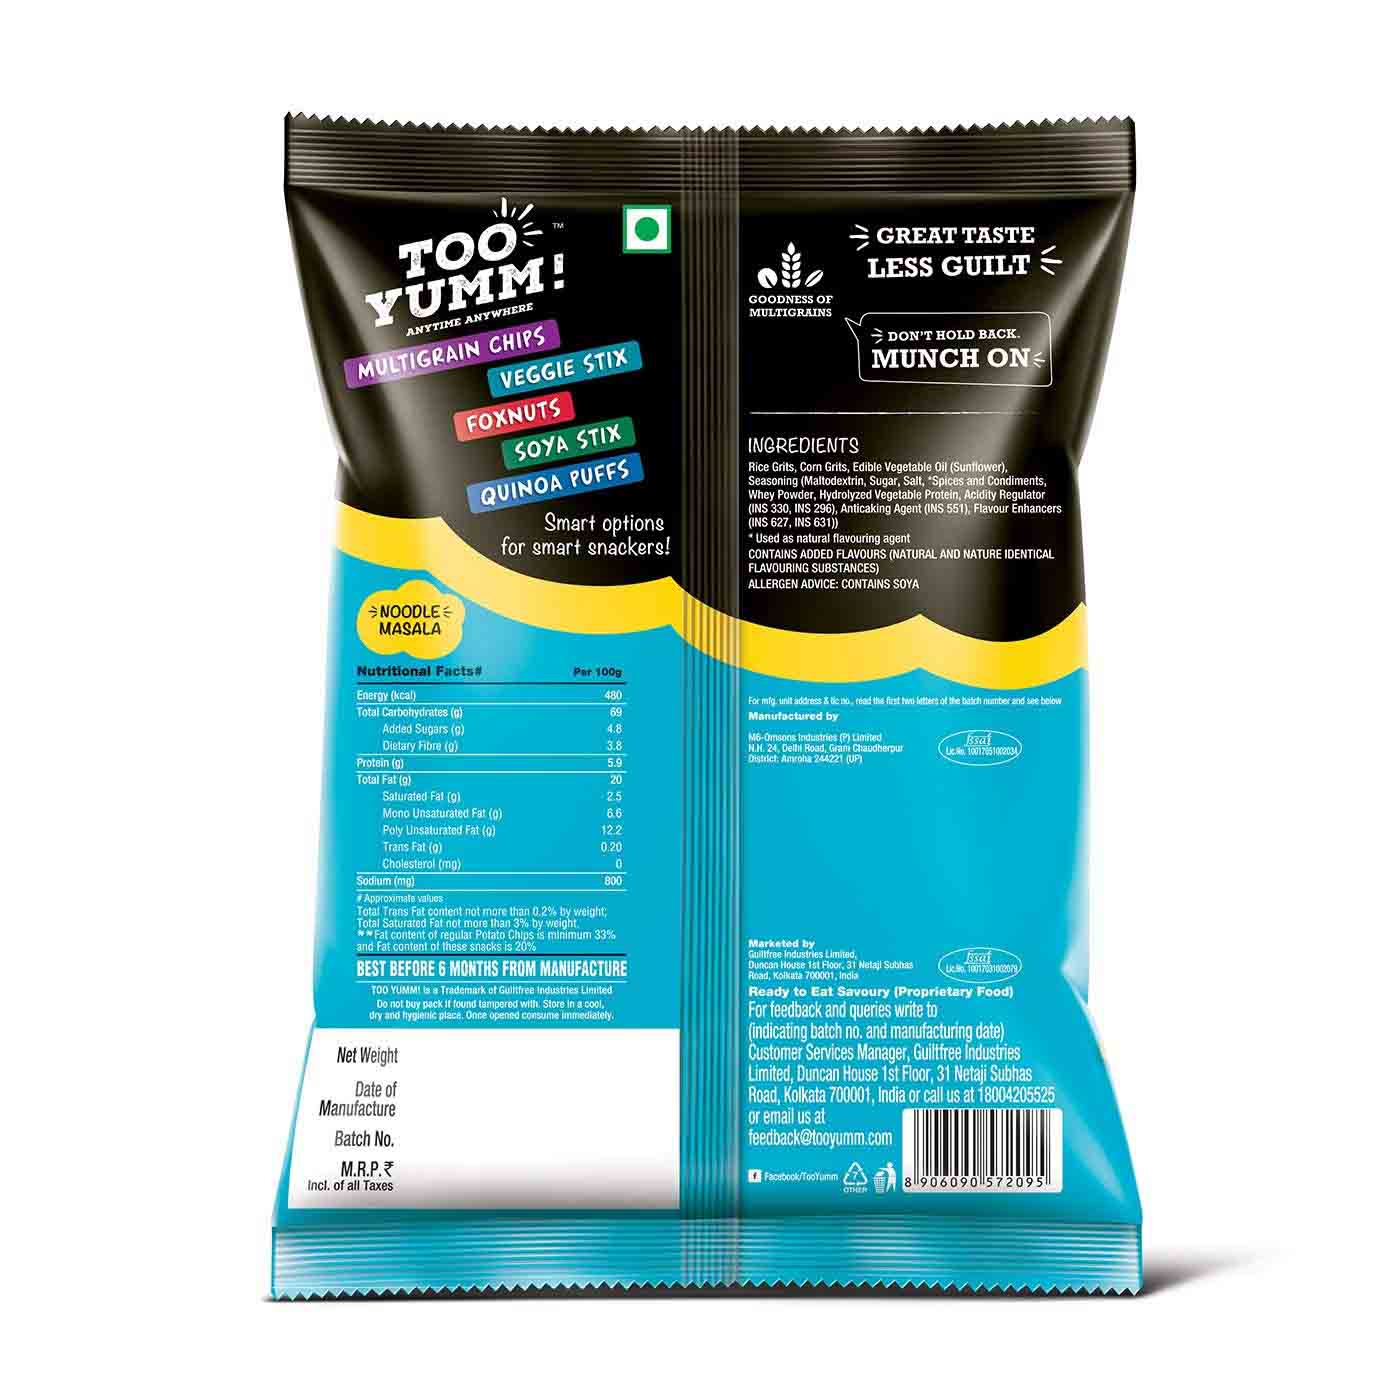 TOO
YUMM!
TM
ANYTIME ANYWHERE
MULTIGRAIN CHIPS
VEGGIE STIX
FOXNUTS
SOYA STIX
QUINOA PUFFS
Smart options
for smart snackers!
NOODLE
MASALA
Nutritional Facts# Per 100g
Energy (kcal) 480
Total Carbohydrates (g) 69
Added Sugars (g) 4.8
Dietary Fibre (g) 3.8
Protein (g) 5.9
Total Fat (g) 20
Saturated Fat (g) 2.5
Mono Unsaturated Fat (g) 6.6
Poly Unsaturated Fat (g) 12.2
Trans Fat (g) 0.20
Cholesterol (mg) 0
Sodium (mg) 800
# Approximate values
Total Trans Fat content not more than 0.2% by weight;
Total Saturated Fat not more than 3% by weight.
≈≈Fat content of regular Potato Chips is minimum 33%
and Fat content of these snacks is 20%
BEST BEFORE 6 MONTHS FROM MANUFACTURE
TOO YUMM! is a Trademark of Guiltfree Industries Limited
Do not buy pack if found tampered with. Store in a cool,
dry and hygienic place. Once opened consume immediately.
Net Weight
Date of
Manufacture
Batch No.
M.R.P.₹
Incl. of all Taxes
GREAT TASTE
LESS GUILT
GOODNESS OF
MULTIGRAINS
DON'T HOLD BACK.
MUNCH ON
INGREDIENTS
Rice Grits, Corn Grits, Edible Vegetable Oil (Sunflower),
Seasoning (Maltodextrin, Sugar, Salt, *Spices and Condiments,
Whey Powder, Hydrolyzed Vegetable Protein, Acidity Regulator
(INS 330, INS 296), Anticaking Agent (INS 551), Flavour Enhancers
(INS 627, INS 631))
* Used as natural flavouring agent
CONTAINS ADDED FLAVOURS (NATURAL AND NATURE IDENTICAL
FLAVOURING SUBSTANCES)
ALLERGEN ADVICE: CONTAINS SOYA
For mfg. unit address & lic no., read the first two letters of the batch number and see below
Manufactured by
M6-Omsons Industries (P) Limited
N.H. 24, Delhi Road, Gram Chaudherpur
District: Amroha 244221 (UP)
fssai
Lic.No. 10017051002034
Marketed by
Guiltfree Industries Limited,
Duncan House 1st Floor, 31 Netaji Subhas
Road, Kolkata 700001, India
fssai
Lic.No. 10017031002079
Ready to Eat Savoury (Proprietary Food)
For feedback and queries write to
(indicating batch no. and manufacturing date)
Customer Services Manager, Guiltfree Industries
Limited, Duncan House 1st Floor, 31 Netaji Subhas
Road, Kolkata 700001, India or call us at 18004205525
or email us at
feedback@tooyumm.com
f Facebook/TooYumm
7
OTHER
8 906090 572095